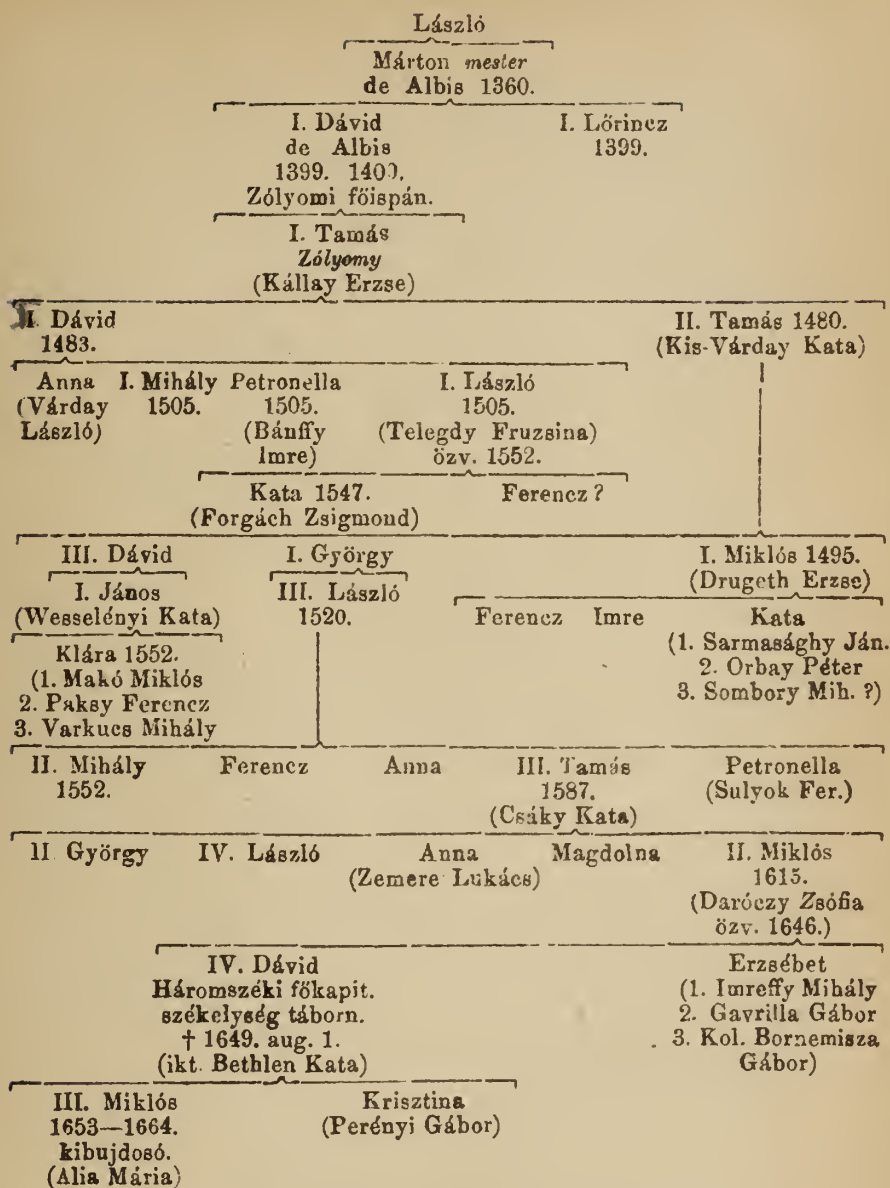 László
Márton mester
de Albis 1360.
I. Dávid I. Lőrincz
de Albis 1399.
1399. 1400.
Zólyomi főispán.
I. Tamás
Zólyomy
(Kállay Erzse)
II. Dávid II. Tamás 1480.
1483. (Kis-Várday Kata)
Anna I. Mihály Petronella I. László
(Várday 1505. 1505. 1505.
László) (Bánffy (Telegdy Fruzsina)
Imre) özv. 1552.
Kata 1547. Ferencz ?
(Forgách Zsigmond)
III. Dávid I. György I. Miklós 1495.
(Drugeth Erzse)
I. János III. László
(Wesselényi Kata) 1520. Ferencz Imre Kata
Klára 1552. (1. Sarmasághy Ján.
(1. Makó Miklós 2. Orbay Péter
2. Paksy Ferencz 3. Sombory Mih. ?)
3. Varkucs Mihály
II. Mihály Ferencz Anna III. Tamás Petronella
1552. 1587. (Sulyok Fer.)
(Csáky Kata)
II György IV. László Anna Magdolna II. Miklós
(Zemere Lukács) 1615.
(Daróczy Zsófia
özv. 1646.)
IV. Dávid Erzsébet
Háromszéki főkapit. (1. Imreffy Mihály
székelység táborn. 2. Gavrilla Gábor
† 1649. aug. 1. 3. Kol. Bornemisza
(ikt. Bethlen Kata) Gábor)
III. Miklós Krisztina
1653—1664. (Perényi Gábor)
kibujdosó.
(Alia Mária)